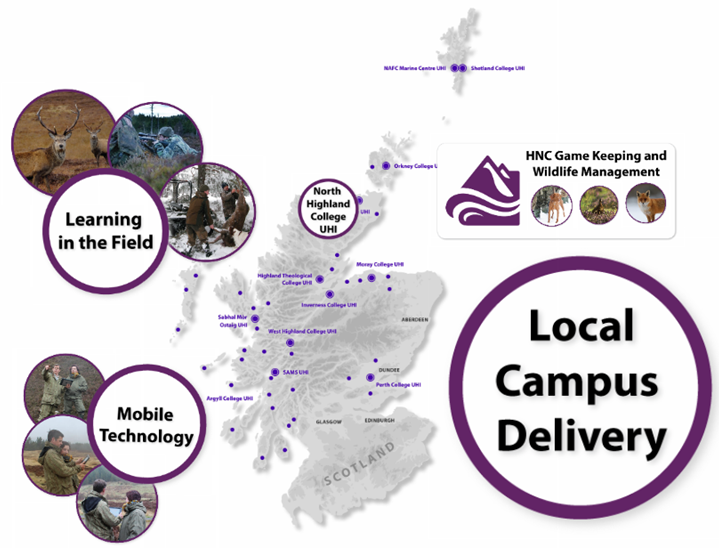 NAFC Marine Centre UHI
Shetland College UHI
Orkney College U
HNC Game Keeping and
Wildlife Management
North
Highland
College
UHI
UHI
Learning
in the Field
Moray College UHI
Highland Theological
College UHI
Inverness College UHI
Sabhal Mòr
Ostaig UHI
ABERDEEN
West Highland College UHI
Local
Campus
Delivery
SAMS UHI
DUNDEE
Perth College UHI
Argyll College UHI
Mobile
Technology
GLASGOW
EDINBURGH
SCOTLAND